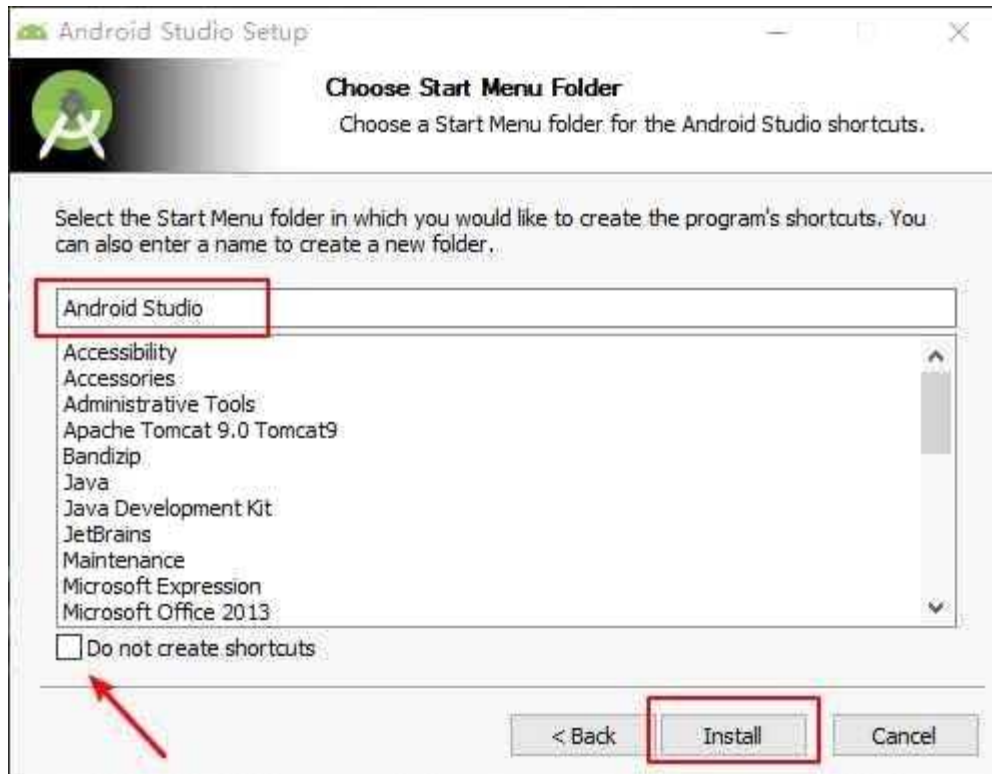 Android Studio Setup
Choose Start Menu Folder
Choose a Start Menu folder for the Android Studio shortcuts.
Select the Start Menu folder in which you would like to create the program's shortcuts. You
can also enter a name to create a new folder.
Android Studio
Accessibility
Accessories
Administrative Tools
Apache Tomcat 9.0 Tomcat9
Bandizip
Java
Java Development Kit
JetBrains
Maintenance
Microsoft Expression
Microsoft Office 2013
Do not create shortcuts
< Back
Install
Cancel